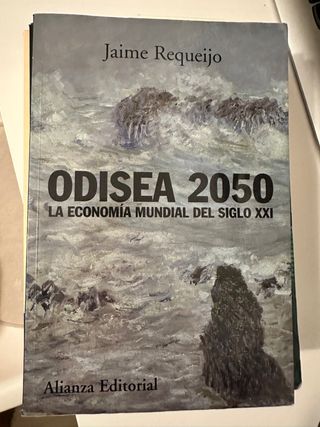 Jaime Requeijo
ODISEA 2050
LA ECONOMÍA MUNDIAL DEL SIGLO XXI
Alianza Editorial